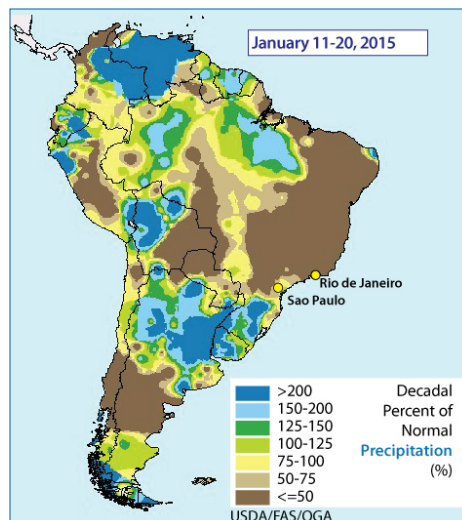 January 11-20, 2015
Rio de Janeiro
Sao Paulo
>200
150-200
125-150
100-125
75-100
50-75
<=50
Decadal
Percent of
Normal
Precipitation
(%)
USDA/FAS/OGA